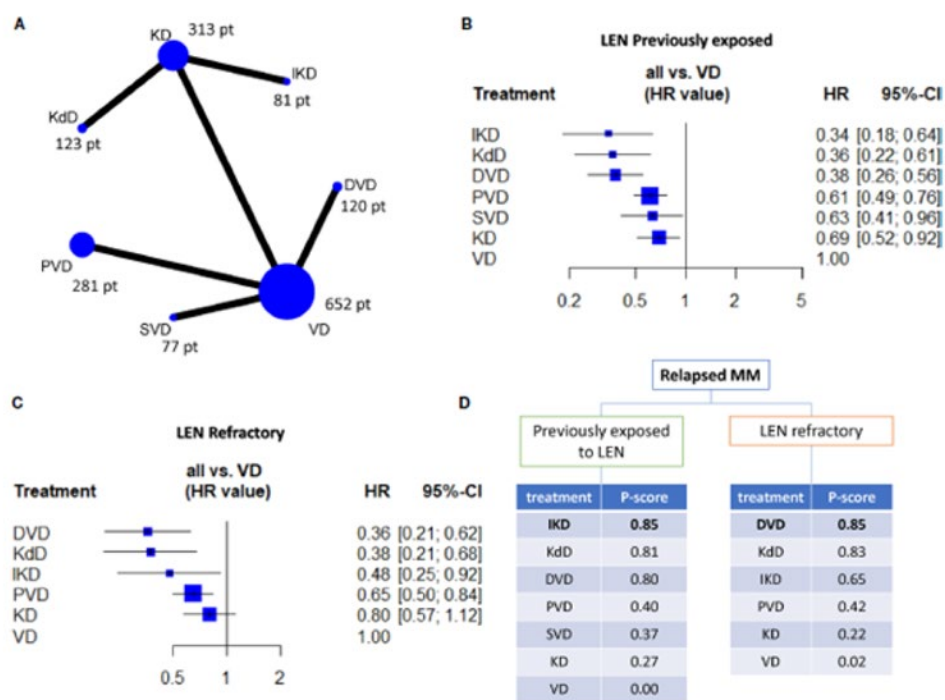 A
KD
313 pt
IKD
81 pt
KdD
123 pt
DVD
120 pt
PVD
281 pt
652 pt
VD
SVD
77 pt
B
LEN Previously exposed
all vs. VD
Treatment (HR value) HR 95%-CI
IKD 0.34 [0.18; 0.64]
KdD 0.36 [0.22; 0.61]
DVD 0.38 [0.26; 0.56]
PVD 0.61 [0.49; 0.76]
SVD 0.63 [0.41; 0.96]
KD 0.69 [0.52; 0.92]
VD 1.00
0.2 0.5 1 2 5
C
LEN Refractory
all vs. VD
Treatment (HR value) HR 95%-CI
DVD 0.36 [0.21; 0.62]
KdD 0.38 [0.21; 0.68]
IKD 0.48 [0.25; 0.92]
PVD 0.65 [0.50; 0.84]
KD 0.80 [0.57; 1.12]
VD 1.00
0.5 1 2
D
Relapsed MM
Previously exposed
to LEN
treatment P-score
IKD 0.85
KdD 0.81
DVD 0.80
PVD 0.40
SVD 0.37
KD 0.27
VD 0.00
LEN refractory
treatment P-score
DVD 0.85
KdD 0.83
IKD 0.65
PVD 0.42
KD 0.22
VD 0.02